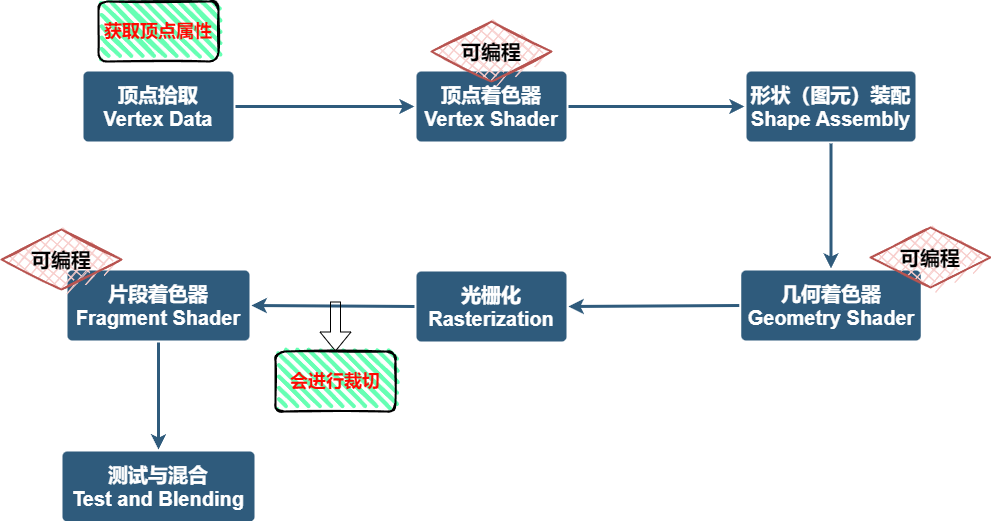 获取顶点属性
可编程
顶点拾取
Vertex Data
顶点着色器
Vertex Shader
形状（图元）装配
Shape Assembly
可编程
可编程
片段着色器
Fragment Shader
光栅化
Rasterization
几何着色器
Geometry Shader
会进行裁切
测试与混合
Test and Blending